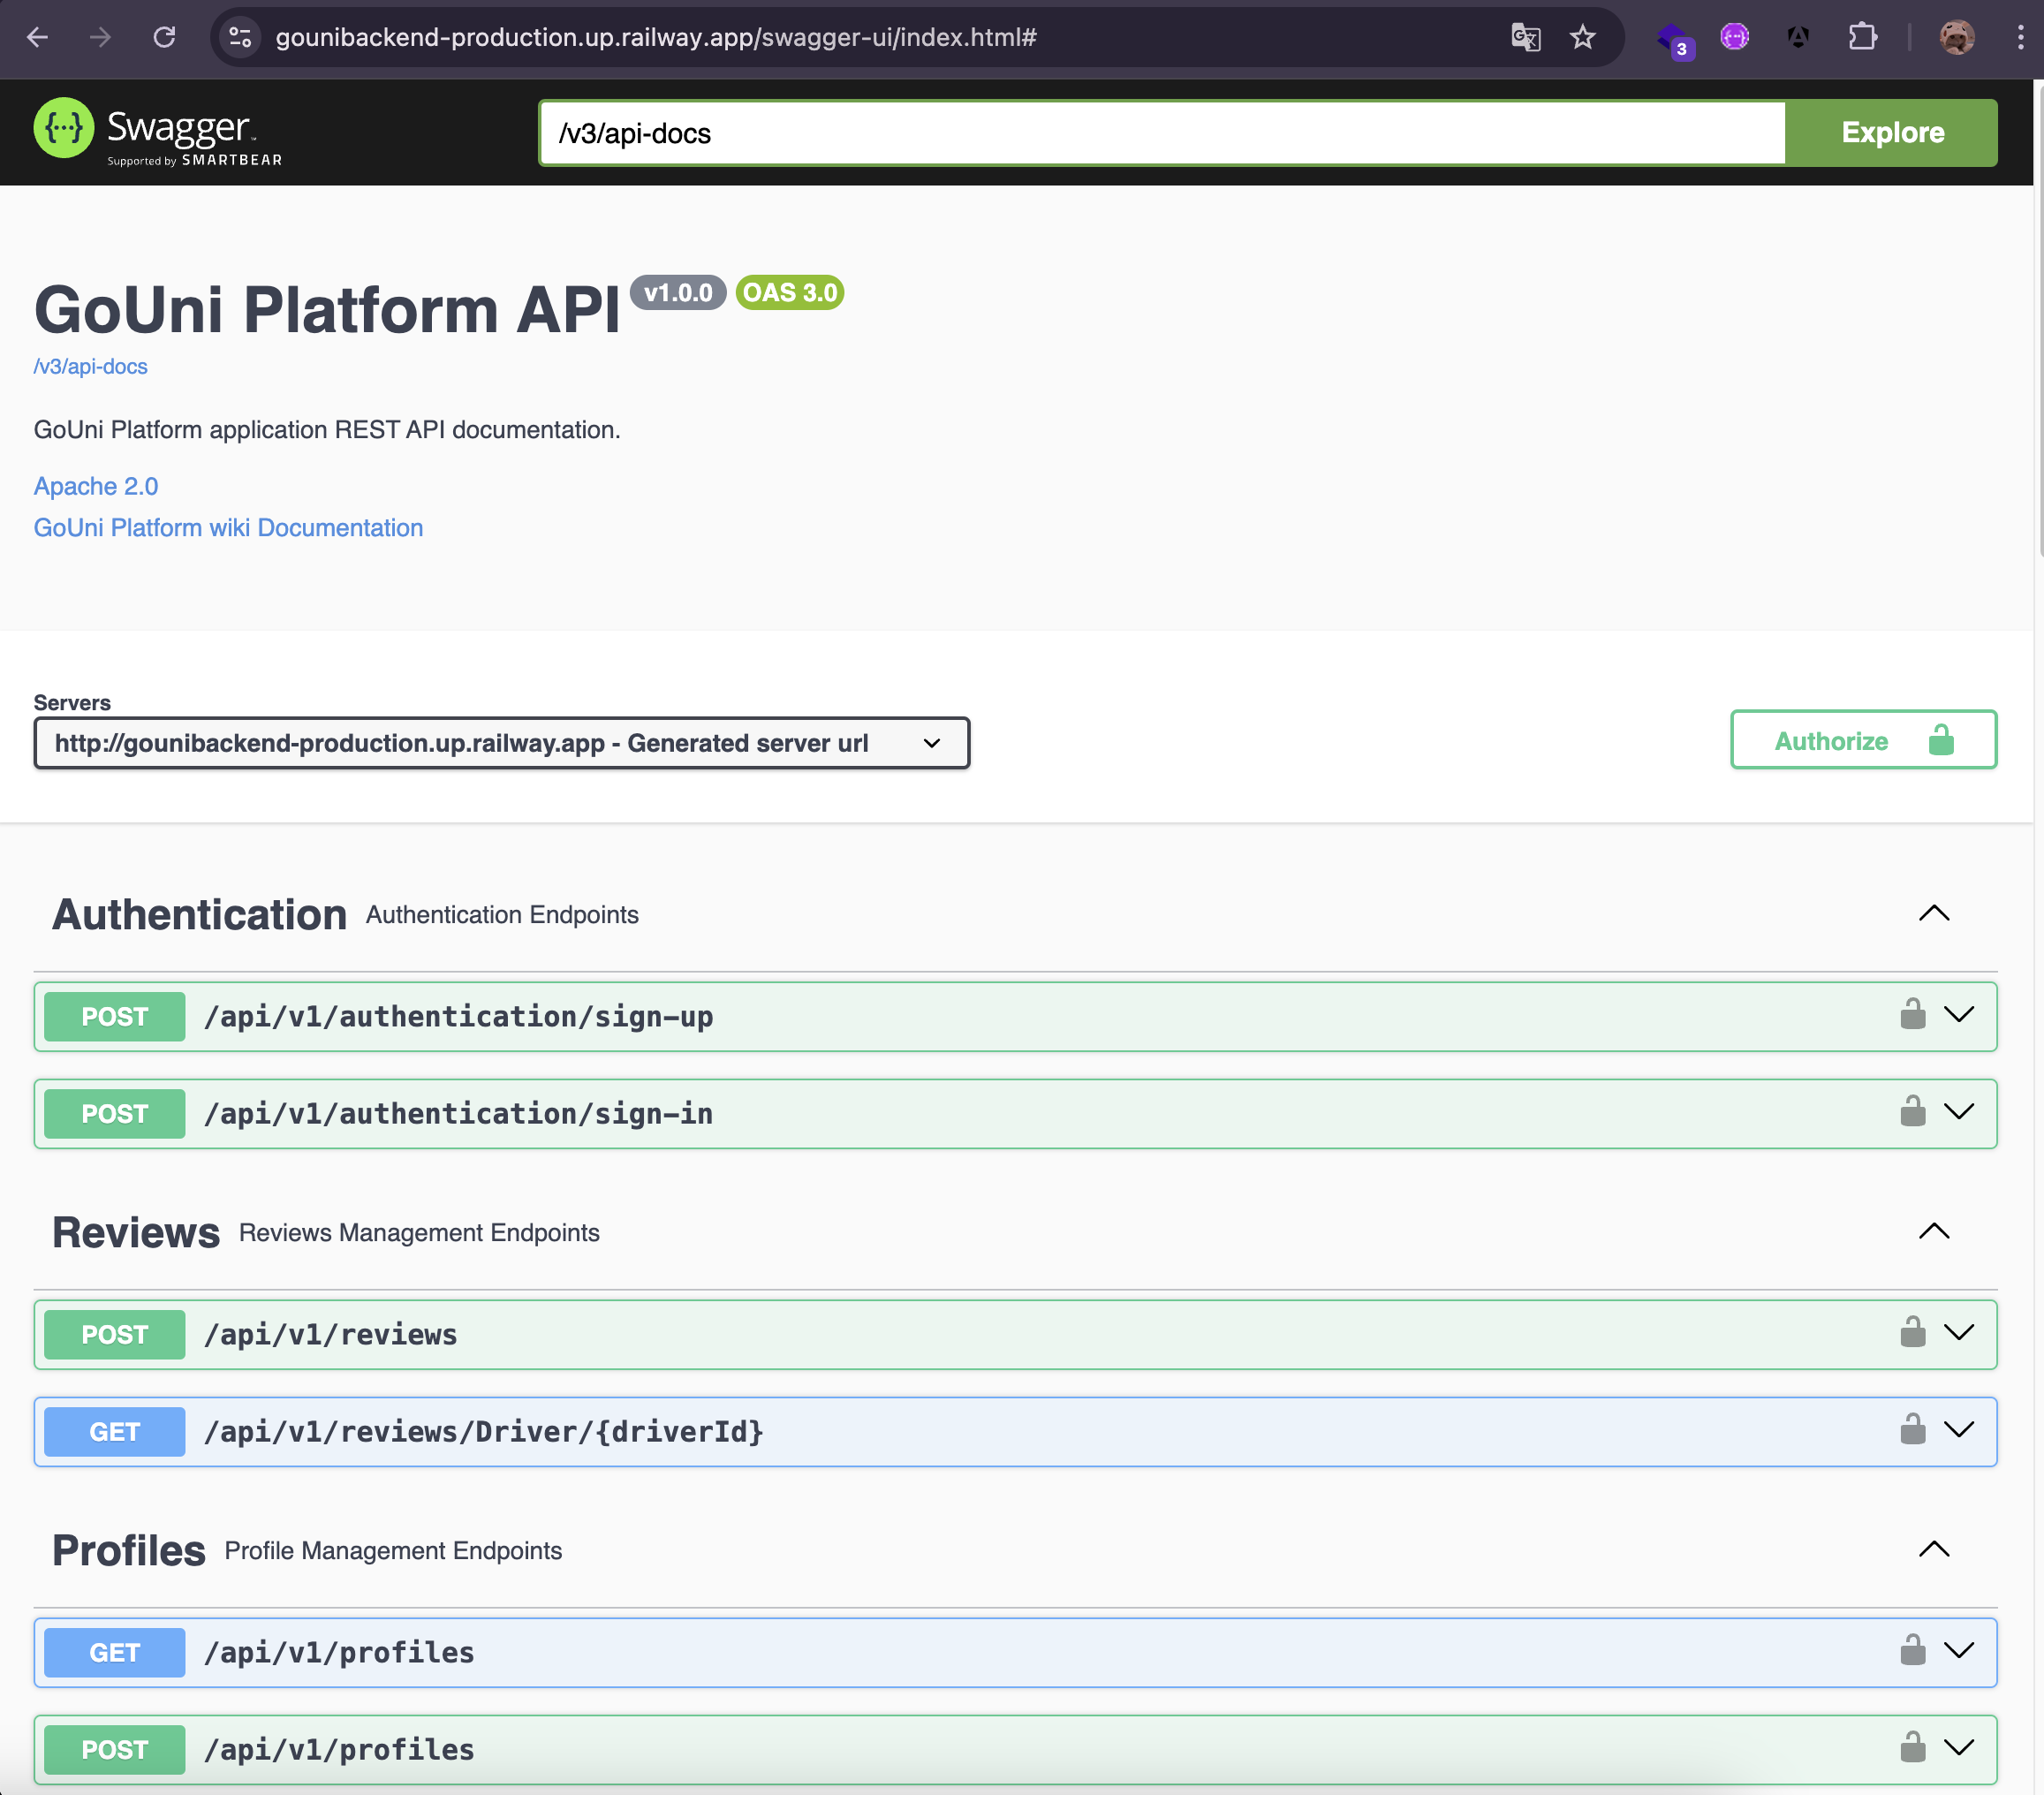 gounibackend-production.up.railway.app/swagger-ui/index.html#
3
{···} Swagger
Supported by SMARTBEAR
/v3/api-docs
Explore
GoUni Platform API v1.0.0 OAS 3.0
/v3/api-docs
GoUni Platform application REST API documentation.
Apache 2.0
GoUni Platform wiki Documentation
Servers
http://gounibackend-production.up.railway.app - Generated server url
Authorize
Authentication Authentication Endpoints
POST /api/v1/authentication/sign-up
POST /api/v1/authentication/sign-in
Reviews Reviews Management Endpoints
POST /api/v1/reviews
GET /api/v1/reviews/Driver/{driverId}
Profiles Profile Management Endpoints
GET /api/v1/profiles
POST /api/v1/profiles